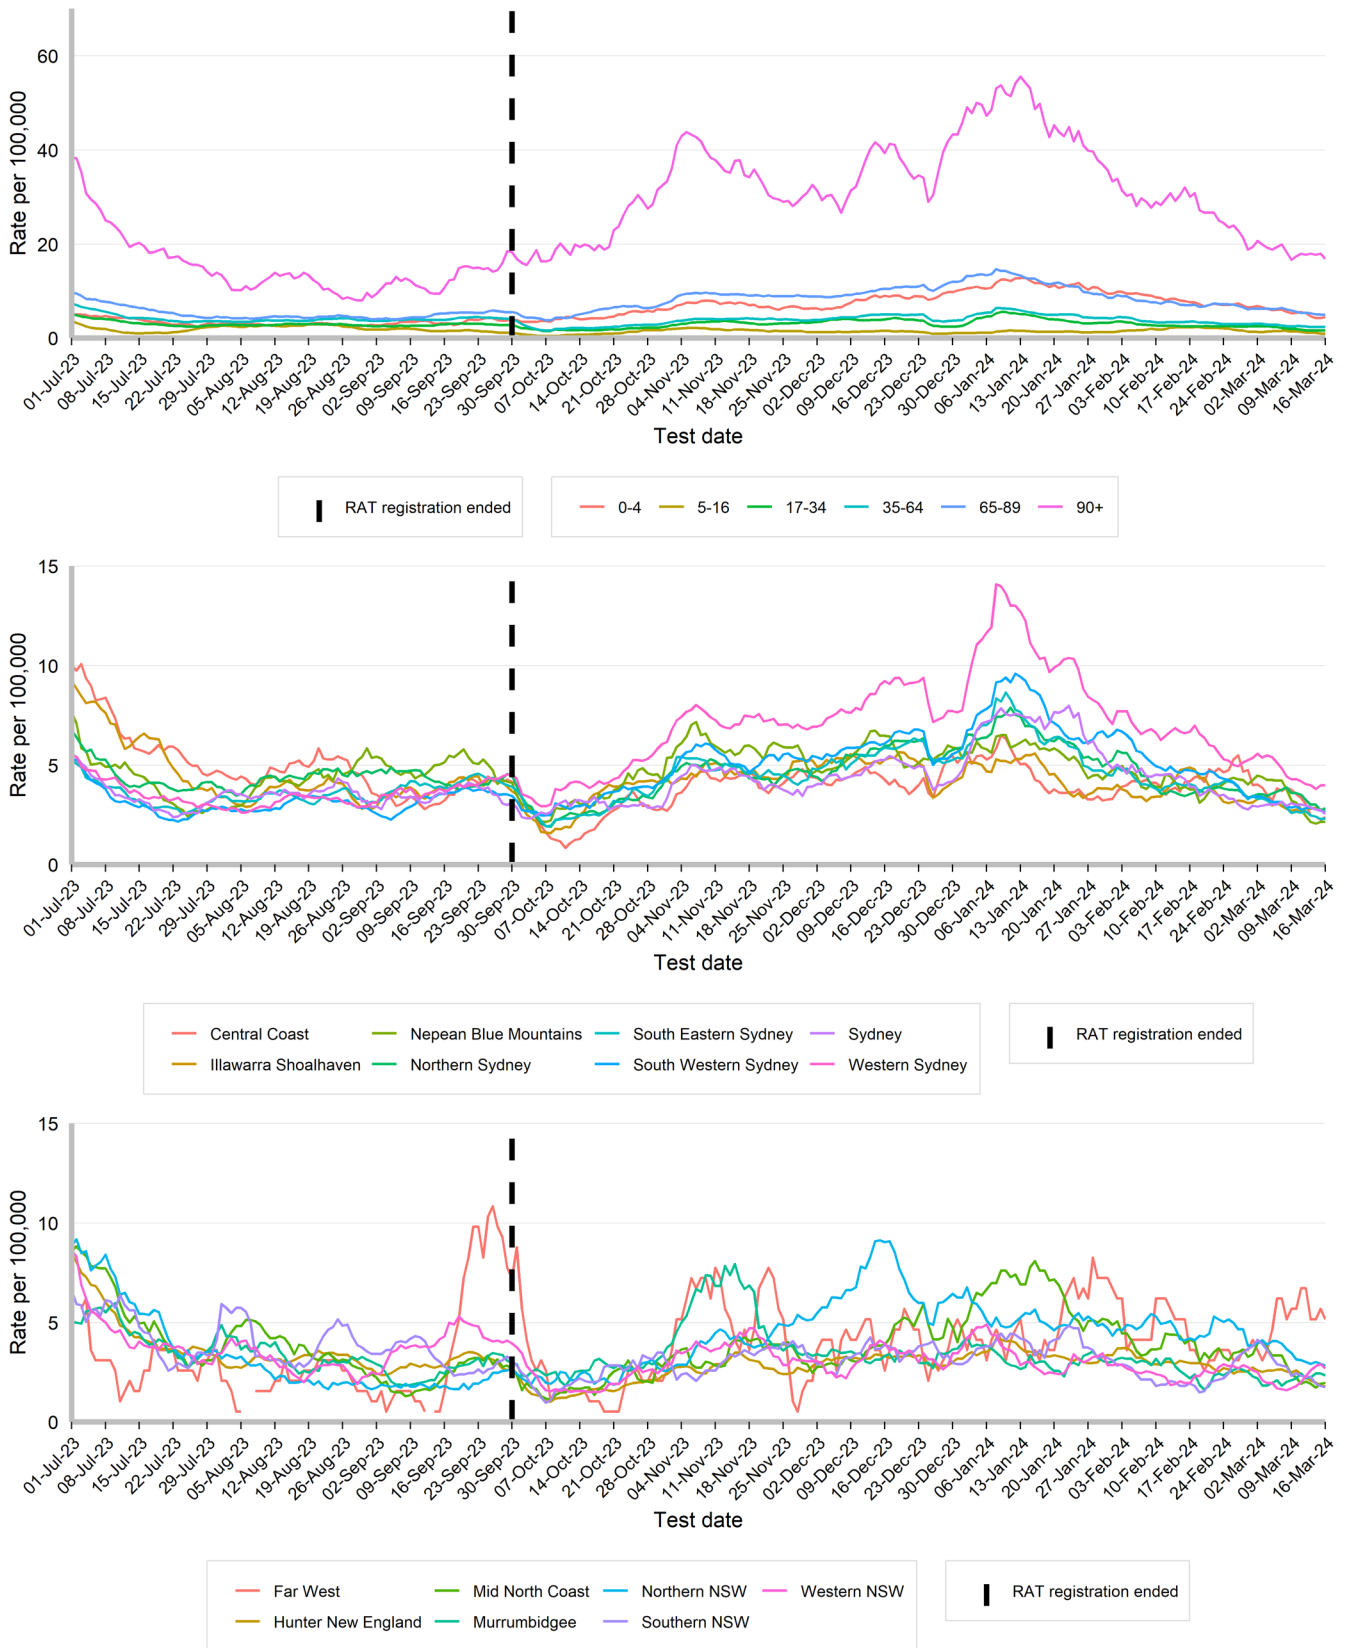 60
40
20
0
Rate per 100,000
01-Jul-23 08-Jul-23 15-Jul-23 22-Jul-23 29-Jul-23 05-Aug-23 12-Aug-23 19-Aug-23 26-Aug-23 02-Sep-23 09-Sep-23 16-Sep-23 23-Sep-23 30-Sep-23 07-Oct-23 14-Oct-23 21-Oct-23 28-Oct-23 04-Nov-23 11-Nov-23 18-Nov-23 25-Nov-23 02-Dec-23 09-Dec-23 16-Dec-23 23-Dec-23 30-Dec-23 06-Jan-24 13-Jan-24 20-Jan-24 27-Jan-24 03-Feb-24 10-Feb-24 17-Feb-24 24-Feb-24 02-Mar-24 09-Mar-24 16-Mar-24
Test date
RAT registration ended 0-4 5-16 17-34 35-64 65-89 90+
15
10
5
0
Rate per 100,000
01-Jul-23 08-Jul-23 15-Jul-23 22-Jul-23 29-Jul-23 05-Aug-23 12-Aug-23 19-Aug-23 26-Aug-23 02-Sep-23 09-Sep-23 16-Sep-23 23-Sep-23 30-Sep-23 07-Oct-23 14-Oct-23 21-Oct-23 28-Oct-23 04-Nov-23 11-Nov-23 18-Nov-23 25-Nov-23 02-Dec-23 09-Dec-23 16-Dec-23 23-Dec-23 30-Dec-23 06-Jan-24 13-Jan-24 20-Jan-24 27-Jan-24 03-Feb-24 10-Feb-24 17-Feb-24 24-Feb-24 02-Mar-24 09-Mar-24 16-Mar-24
Test date
Central Coast Nepean Blue Mountains South Eastern Sydney Sydney RAT registration ended
Illawarra Shoalhaven Northern Sydney South Western Sydney Western Sydney
15
10
5
0
Rate per 100,000
01-Jul-23 08-Jul-23 15-Jul-23 22-Jul-23 29-Jul-23 05-Aug-23 12-Aug-23 19-Aug-23 26-Aug-23 02-Sep-23 09-Sep-23 16-Sep-23 23-Sep-23 30-Sep-23 07-Oct-23 14-Oct-23 21-Oct-23 28-Oct-23 04-Nov-23 11-Nov-23 18-Nov-23 25-Nov-23 02-Dec-23 09-Dec-23 16-Dec-23 23-Dec-23 30-Dec-23 06-Jan-24 13-Jan-24 20-Jan-24 27-Jan-24 03-Feb-24 10-Feb-24 17-Feb-24 24-Feb-24 02-Mar-24 09-Mar-24 16-Mar-24
Test date
Far West Mid North Coast Northern NSW Western NSW RAT registration ended
Hunter New England Murrumbidgee Southern NSW